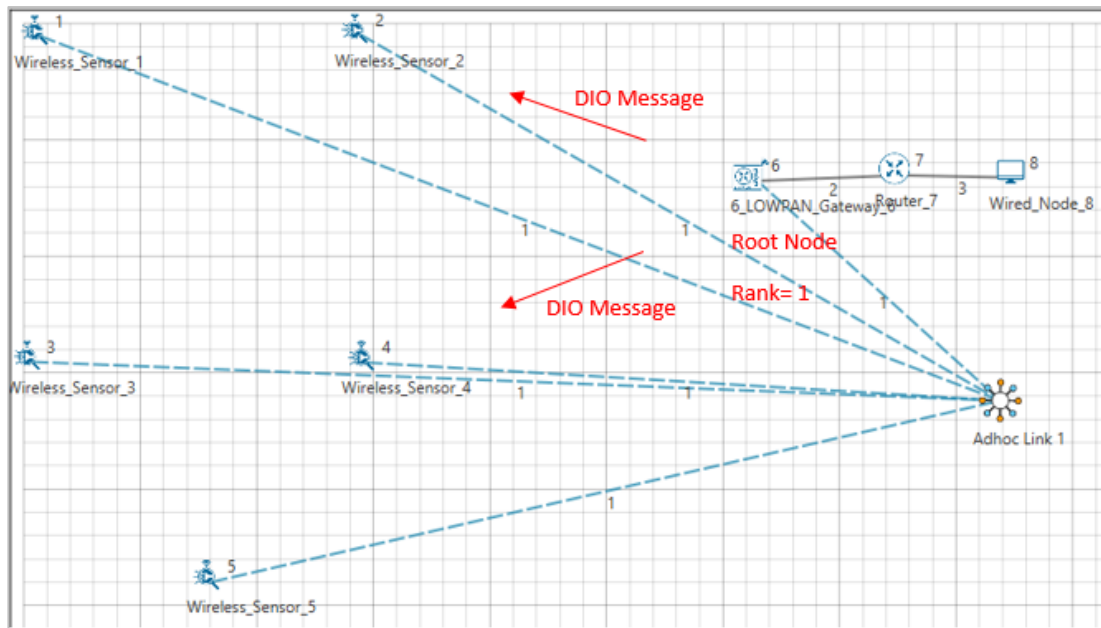 1
2
Wireless_Sensor_1
Wireless_Sensor_2
DIO Message
6
7
8
2
3
6_LOWPAN_Gateway_6
Router_7
Wired_Node_8
1
1
Root Node
DIO Message
Rank= 1
1
3
4
Wireless_Sensor_3
Wireless_Sensor_4
1
1
Adhoc Link 1
1
5
Wireless_Sensor_5